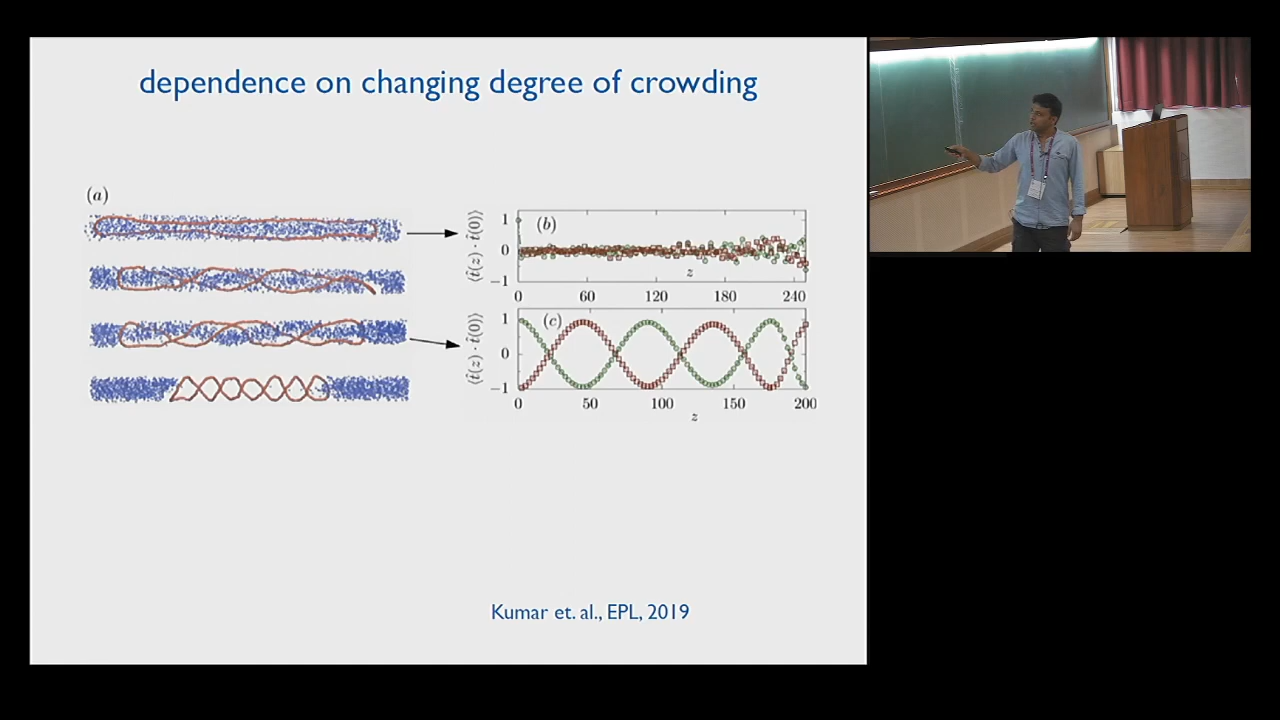 dependence on changing degree of crowding
(a)
⟨t̂(z) · t̂(0)⟩
1
0
−1
(b)
z
0 60 120 180 240
⟨t̂(z) · t̂(0)⟩
1
0
−1
(c)
0 50 100 150 200
z
Kumar et. al., EPL, 2019